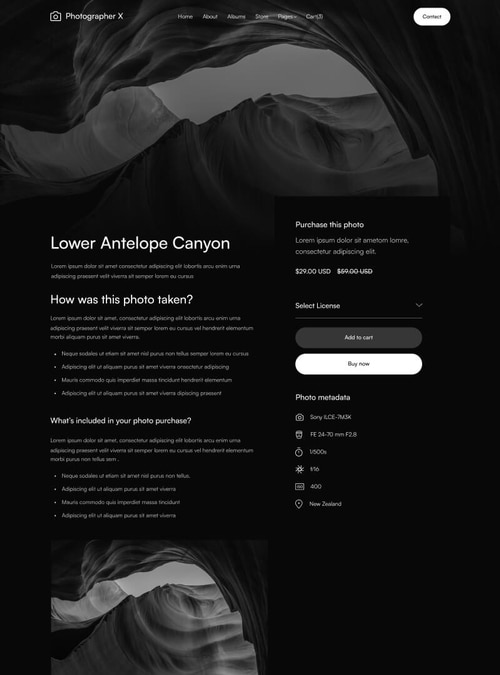 Photographer X
Home About Albums Store Pages Cart(3)
Contact
Lower Antelope Canyon
Lorem ipsum dolor sit amet consectetur adipiscing elit lobortis arcu enim urna
adipiscing praesent velit viverra sit semper lorem eu cursus
How was this photo taken?
Lorem ipsum dolor sit amet, consectetur adipiscing elit lobortis arcu enim urna
adipiscing praesent velit viverra sit semper lorem eu cursus vel hendrerit elementum
morbi aliquam purus sit amet viverra.
• Neque sodales ut etiam sit amet nisl purus non tellus semper lorem eu cursus
• Adipiscing elit ut aliquam purus sit amet viverra onsectetur adipiscing
• Mauris commodo quis imperdiet massa tincidunt hendrerit elementum
• Adipiscing elit ut aliquam purus sit amet viverra dipiscing praesent
What's included in your photo purchase?
Lorem ipsum dolor sit amet, consectetur adipiscing elit lobortis arcu enim urna
adipiscing praesent velit viverra sit semper lorem eu cursus vel hendrerit elementum
morbi purus non tellus sem .
• Neque sodales ut etiam sit amet nisl purus non tellus.
• Adipiscing elit ut aliquam purus sit amet viverra
• Mauris commodo quis imperdiet massa tincidunt
• Adipiscing elit ut aliquam purus sit amet viverra
Purchase this photo
Lorem ipsum dolor sit ametom lomre,
consectetur adipiscing elit.
$29.00 USD $59.00 USD
Select License
Add to cart
Buy now
Photo metadata
Sony ILCE-7M3K
FE 24-70 mm F2.8
1/500s
f/16
ISO 400
New Zealand